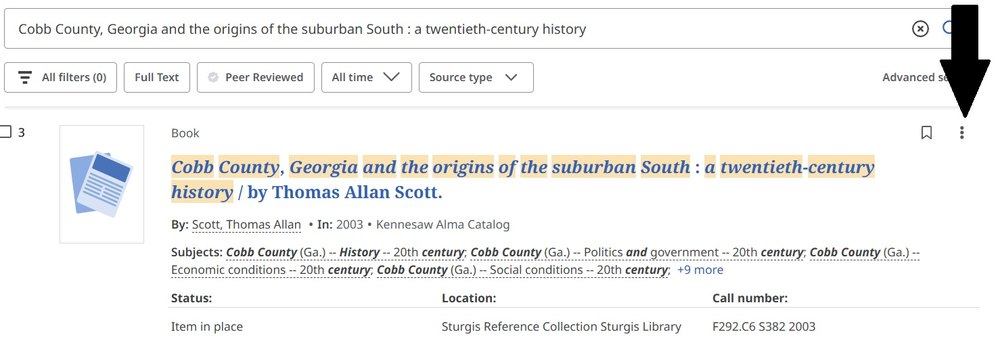 Cobb County, Georgia and the origins of the suburban South : a twentieth-century history
All filters (0) Full Text Peer Reviewed All time Source type Advanced
3 Book
Cobb County, Georgia and the origins of the suburban South : a twentieth-century
history / by Thomas Allan Scott.
By: Scott, Thomas Allan • In: 2003 • Kennesaw Alma Catalog
Subjects: Cobb County (Ga.) -- History -- 20th century; Cobb County (Ga.) -- Politics and government -- 20th century; Cobb County (Ga.) --
Economic conditions -- 20th century; Cobb County (Ga.) -- Social conditions -- 20th century; +9 more
Status: Location: Call number:
Item in place Sturgis Reference Collection Sturgis Library F292.C6 S382 2003